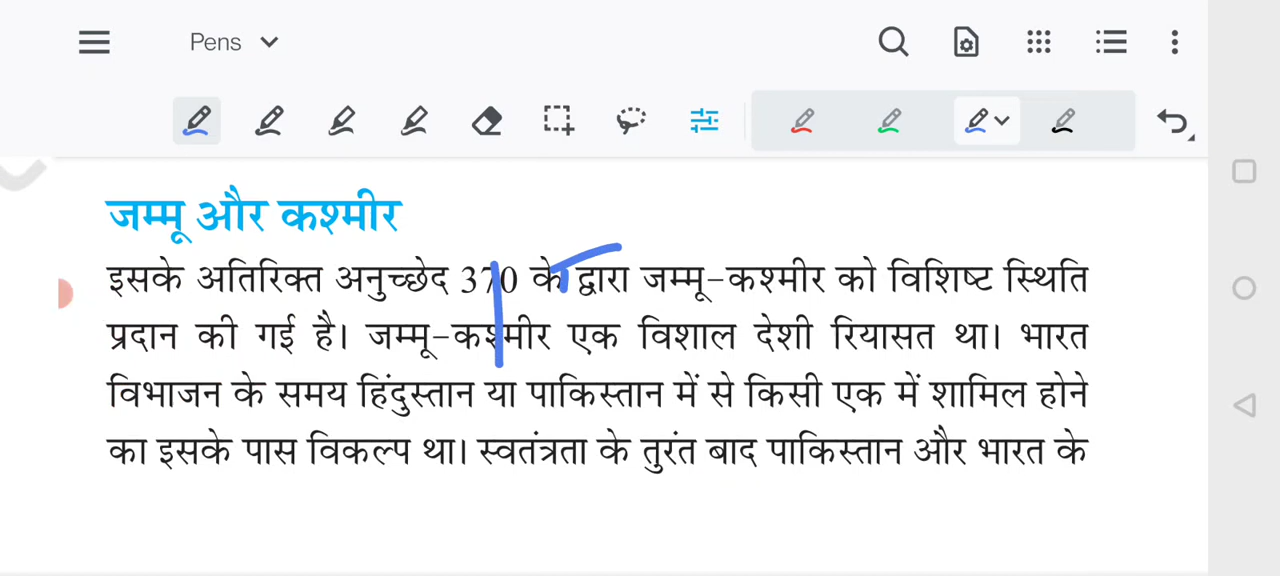 Pens
जम्मू और कश्मीर
इसके अतिरिक्त अनुच्छेद 370 के द्वारा जम्मू-कश्मीर को विशिष्ट स्थिति
प्रदान की गई है। जम्मू-कश्मीर एक विशाल देशी रियासत था। भारत
विभाजन के समय हिंदुस्तान या पाकिस्तान में से किसी एक में शामिल होने
का इसके पास विकल्प था। स्वतंत्रता के तुरंत बाद पाकिस्तान और भारत के